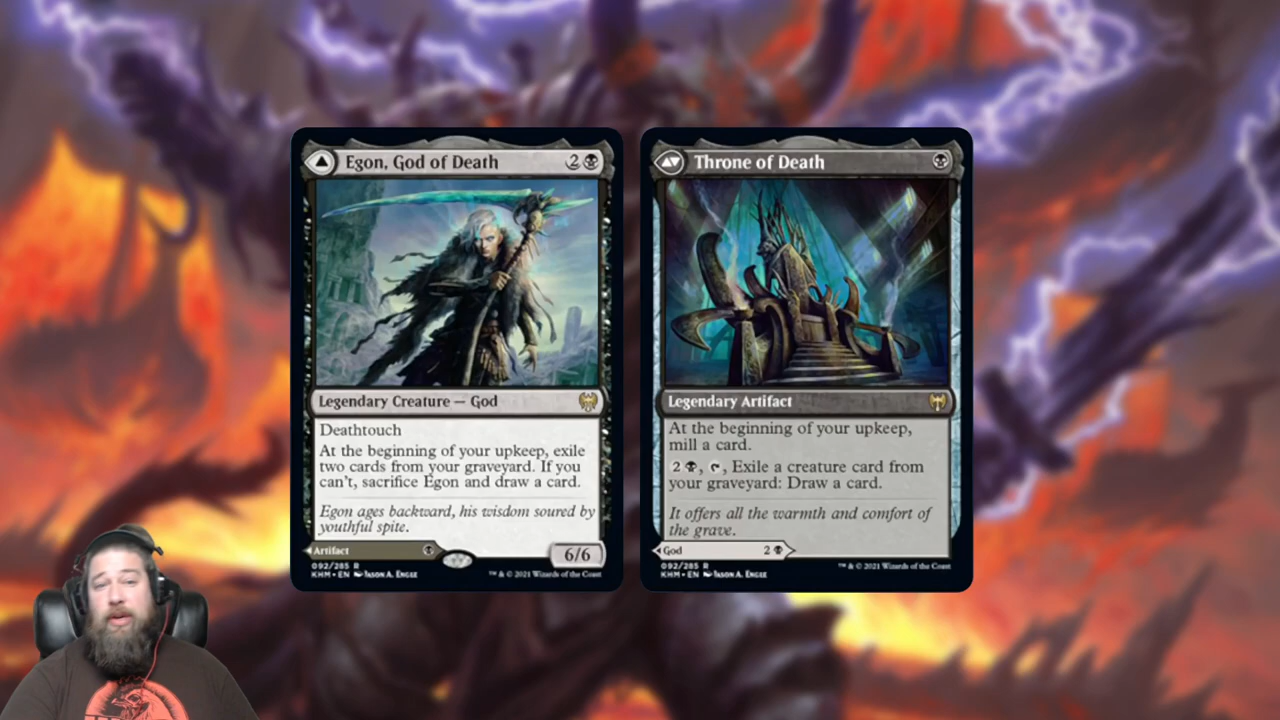 Egon, God of Death 2
Legendary Creature — God
Deathtouch
At the beginning of your upkeep, exile
two cards from your graveyard. If you
can't, sacrifice Egon and draw a card.
Egon ages backward, his wisdom soured by
youthful spite.
Artifact
6/6
092/285 R
KHM • EN Jason A. Engle
™ & © 2021 Wizards of the Coast
Throne of Death
Legendary Artifact
At the beginning of your upkeep,
mill a card.
2, , Exile a creature card from
your graveyard: Draw a card.
It offers all the warmth and comfort of
the grave.
God 2
092/285 R
KHM • EN Jason A. Engle
™ & © 2021 Wizards of the Coast